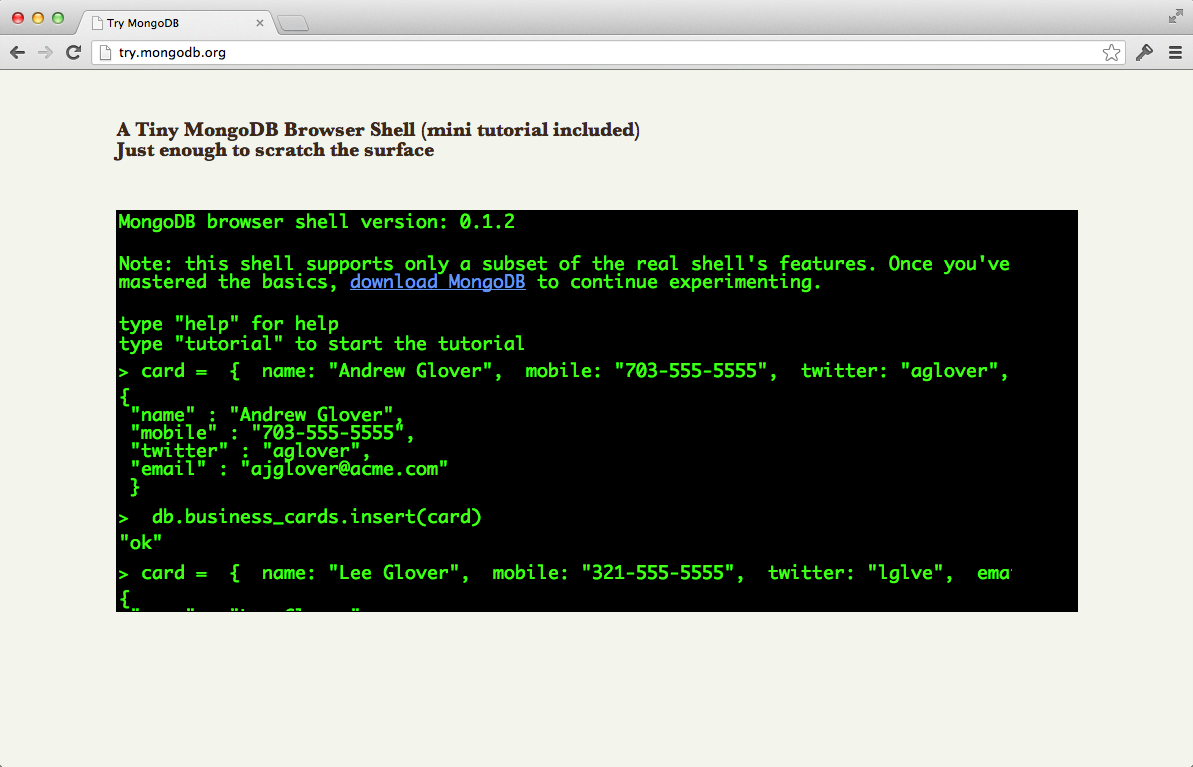 Try MongoDB
try.mongodb.org
A Tiny MongoDB Browser Shell (mini tutorial included)
Just enough to scratch the surface
MongoDB browser shell version: 0.1.2
Note: this shell supports only a subset of the real shell's features. Once you've
mastered the basics, download MongoDB to continue experimenting.
type "help" for help
type "tutorial" to start the tutorial
> card =  {  name: "Andrew Glover",  mobile: "703-555-5555",  twitter: "aglover",
{
"name" : "Andrew Glover",
"mobile" : "703-555-5555",
"twitter" : "aglover",
"email" : "ajglover@acme.com"
}
>  db.business_cards.insert(card)
"ok"
> card =  {  name: "Lee Glover",  mobile: "321-555-5555",  twitter: "lglve",  ema
{